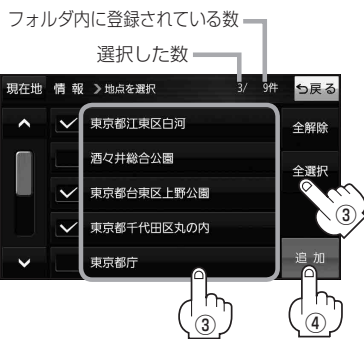 フォルダ内に登録されている数
選択した数
現在地 情 報 ❯地点を選択 3/ 9件 戻る
東京都江東区白河 全解除
酒々井総合公園
全選択
東京都台東区上野公園
③
東京都千代田区丸の内
東京都庁 追 加
③ ④